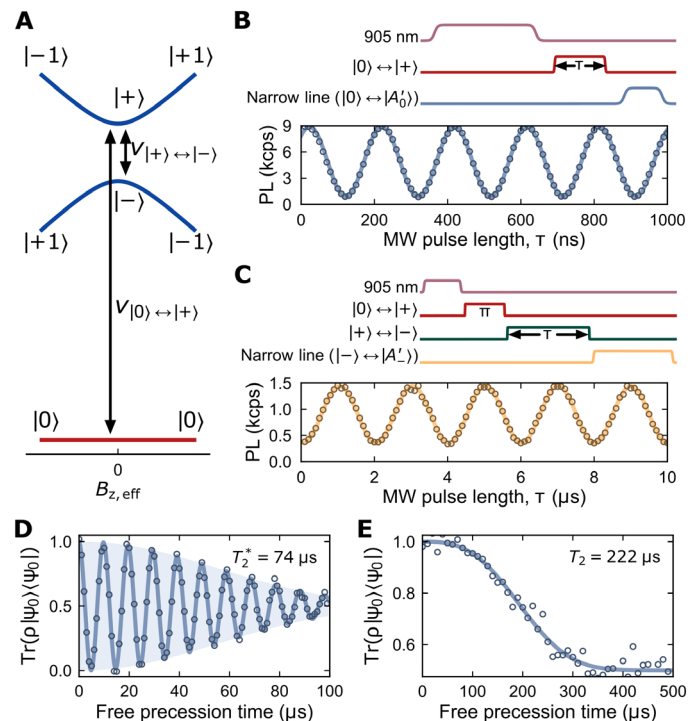 A
|−1⟩ |+1⟩
|+⟩
ν|+⟩↔|−⟩
|−⟩
|+1⟩ |−1⟩
ν|0⟩↔|+⟩
|0⟩ |0⟩
0
Bz, eff
B
905 nm
|0⟩↔|+⟩
τ
Narrow line (|0⟩↔|A′0⟩)
PL (kcps)
9
6
3
0
0 200 400 600 800 1000
MW pulse length, τ (ns)
C
905 nm
|0⟩↔|+⟩
π
|+⟩↔|−⟩
τ
Narrow line (|−⟩↔|A′−⟩)
PL (kcps)
1.5
1.0
0.5
0.0
0 2 4 6 8 10
MW pulse length, τ (μs)
D
Tr(ρ|ψ0⟩⟨ψ0|)
1.0
0.5
0.0
T2* = 74 μs
0 20 40 60 80 100
Free precession time (μs)
E
Tr(ρ|ψ0⟩⟨ψ0|)
1.0
0.8
0.6
T2 = 222 μs
0 100 200 300 400 500
Free precession time (μs)